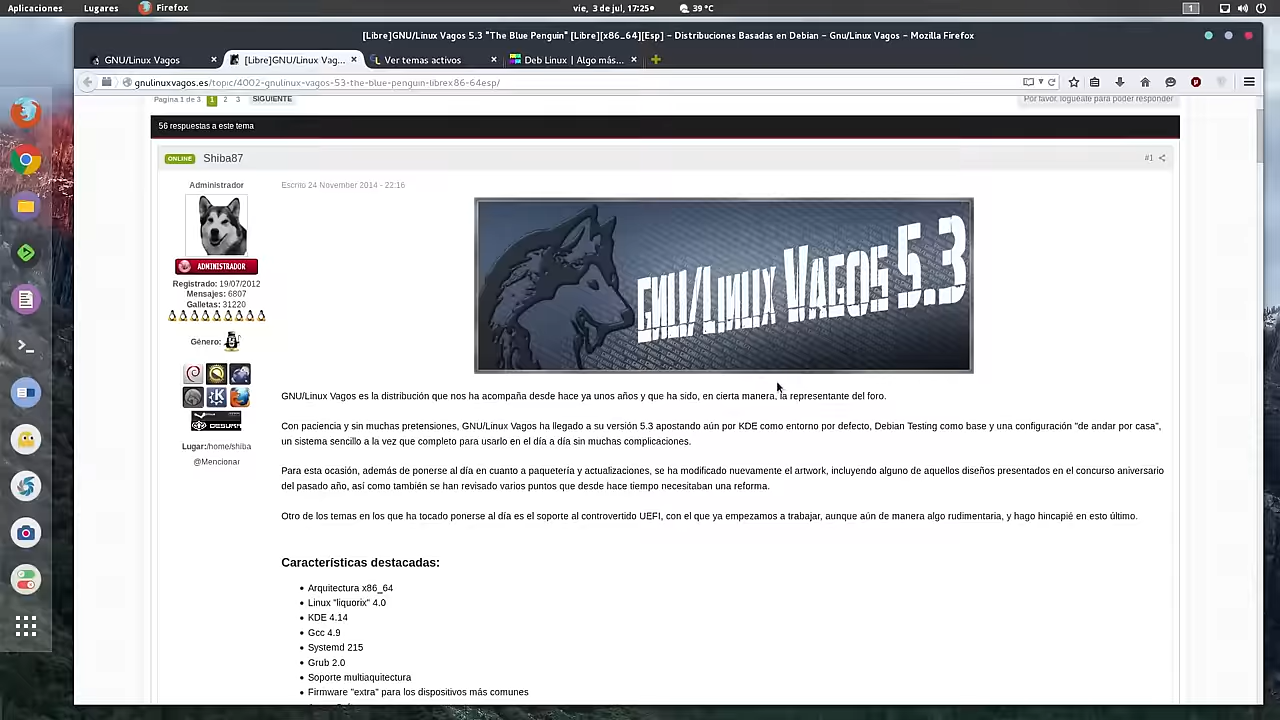 Aplicaciones Lugares Firefox vie, 3 de jul, 17:25 39 °C 1
[Libre]GNU/Linux Vagos 5.3 "The Blue Penguin" [Libre][x86_64][Esp] – Distribuciones Basadas en Debian – Gnu/Linux Vagos – Mozilla Firefox
GNU/Linux Vagos × [Libre]GNU/Linux Vag... × Ver temas activos × Deb Linux | Algo más... ×
gnulinuxvagos.es/topic/4002-gnulinux-vagos-53-the-blue-penguin-librex86-64esp/
Pagina 1 de 3 1 2 3 SIGUIENTE Por favor, loguéate para poder responder
56 respuestas a este tema
ONLINE Shiba87 #1
Administrador Escrito 24 November 2014 - 22:16
GNU/Linux Vagos 5.3
ADMINISTRADOR
Registrado: 19/07/2012
Mensajes: 6807
Galletas: 31220
Género:
Lugar:/home/shiba
@Mencionar
GNU/Linux Vagos es la distribución que nos ha acompaña desde hace ya unos años y que ha sido, en cierta manera, la representante del foro.
Con paciencia y sin muchas pretensiones, GNU/Linux Vagos ha llegado a su versión 5.3 apostando aún por KDE como entorno por defecto, Debian Testing como base y una configuración "de andar por casa",
un sistema sencillo a la vez que completo para usarlo en el día a día sin muchas complicaciones.
Para esta ocasión, además de ponerse al día en cuanto a paquetería y actualizaciones, se ha modificado nuevamente el artwork, incluyendo alguno de aquellos diseños presentados en el concurso aniversario
del pasado año, así como también se han revisado varios puntos que desde hace tiempo necesitaban una reforma.
Otro de los temas en los que ha tocado ponerse al día es el soporte al controvertido UEFI, con el que ya empezamos a trabajar, aunque aún de manera algo rudimentaria, y hago hincapié en esto último.
Características destacadas:
Arquitectura x86_64
Linux "liquorix" 4.0
KDE 4.14
Gcc 4.9
Systemd 215
Grub 2.0
Soporte multiaquitectura
Firmware "extra" para los dispositivos más comunes